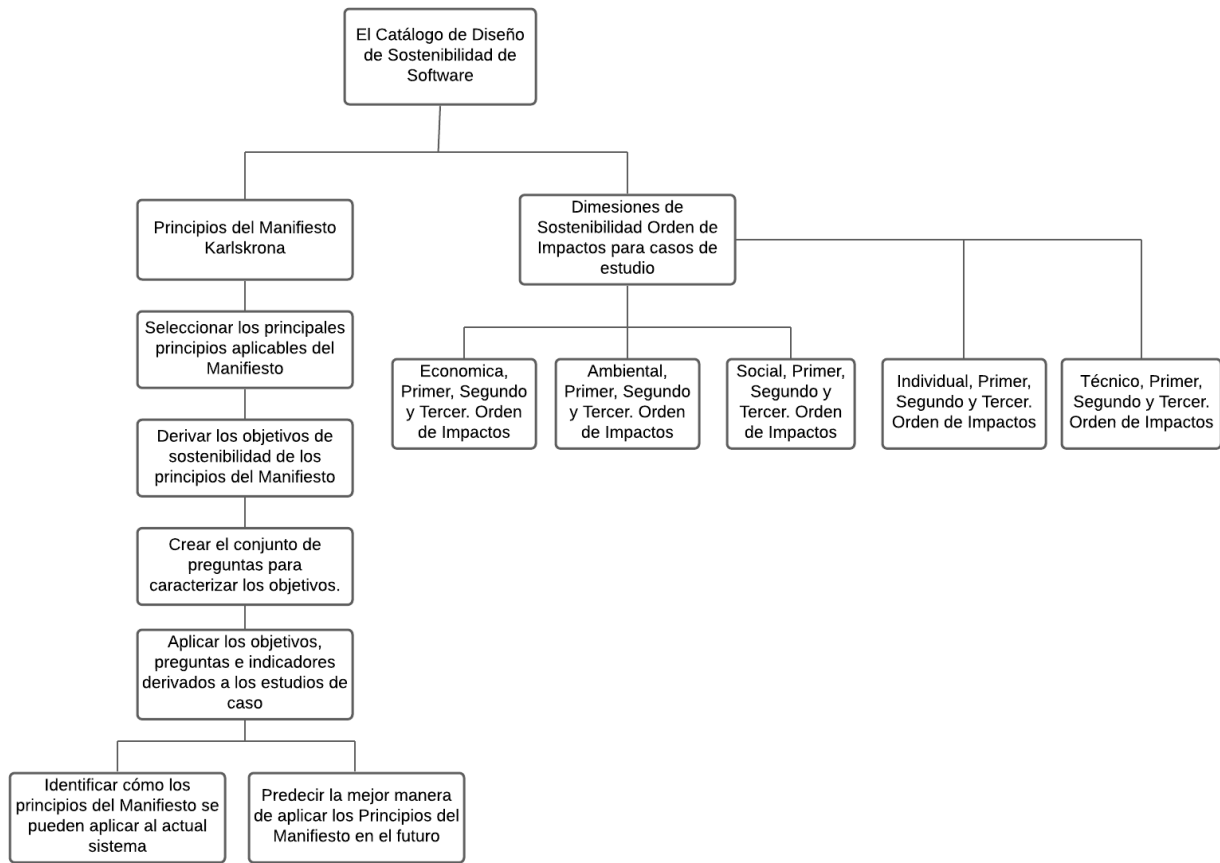 El Catálogo de Diseño
de Sostenibilidad de
Software
Principios del Manifiesto
Karlskrona
Dimesiones de
Sostenibilidad Orden de
Impactos para casos de
estudio
Seleccionar los principales
principios aplicables del
Manifiesto
Economica,
Primer, Segundo
y Tercer. Orden
de Impactos
Ambiental,
Primer, Segundo
y Tercer. Orden
de Impactos
Social, Primer,
Segundo y
Tercer. Orden
de Impactos
Individual, Primer,
Segundo y Tercer.
Orden de Impactos
Técnico, Primer,
Segundo y Tercer.
Orden de Impactos
Derivar los objetivos de
sostenibilidad de los
principios del Manifiesto
Crear el conjunto de
preguntas para
caracterizar los objetivos.
Aplicar los objetivos,
preguntas e indicadores
derivados a los estudios de
caso
Identificar cómo los
principios del Manifiesto se
pueden aplicar al actual
sistema
Predecir la mejor manera
de aplicar los Principios del
Manifiesto en el futuro